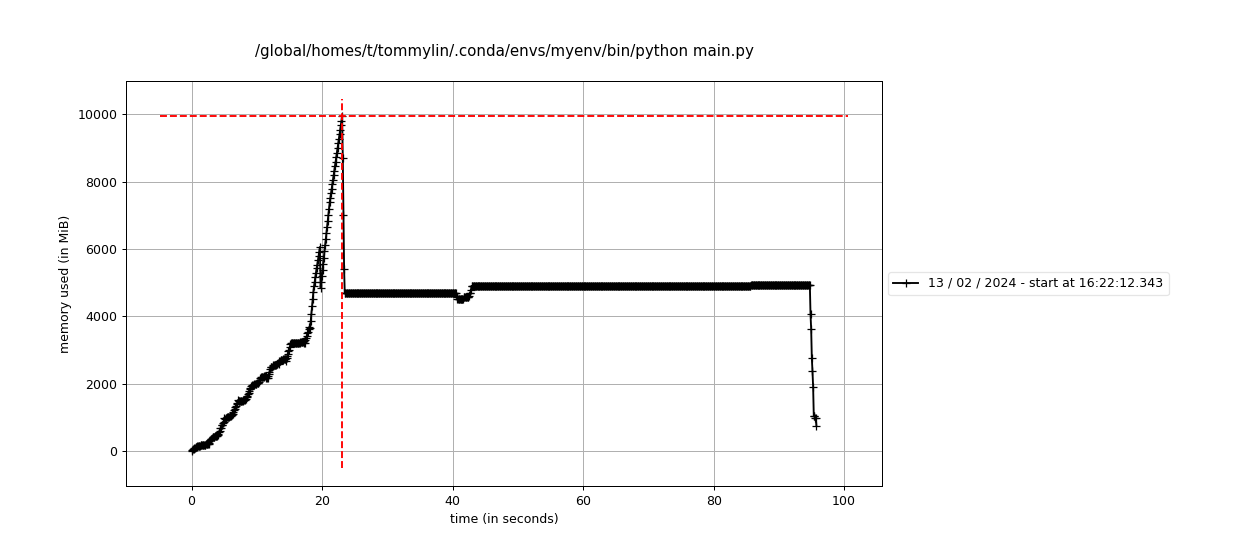 /global/homes/t/tommylin/.conda/envs/myenv/bin/python main.py
10000
8000
6000
4000
2000
0
memory used (in MiB)
0 20 40 60 80 100
time (in seconds)
13 / 02 / 2024 - start at 16:22:12.343